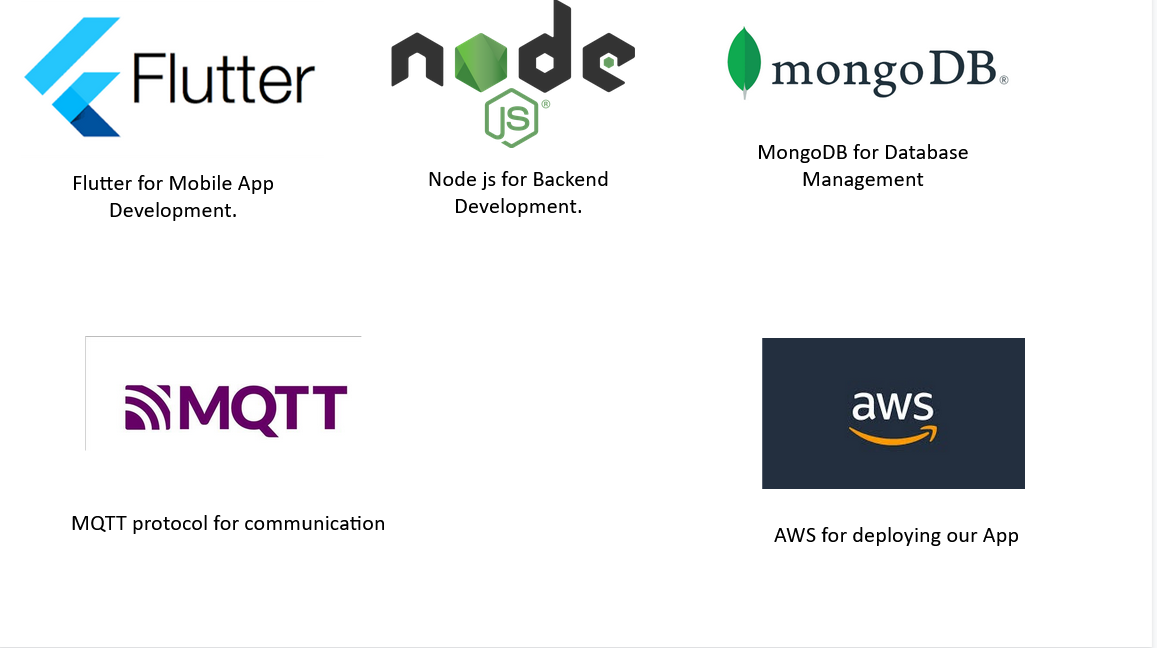 Flutter
node
JS®
mongoDB®
Flutter for Mobile App
Development.
Node js for Backend
Development.
MongoDB for Database
Management
MQTT
aws
MQTT protocol for communication
AWS for deploying our App